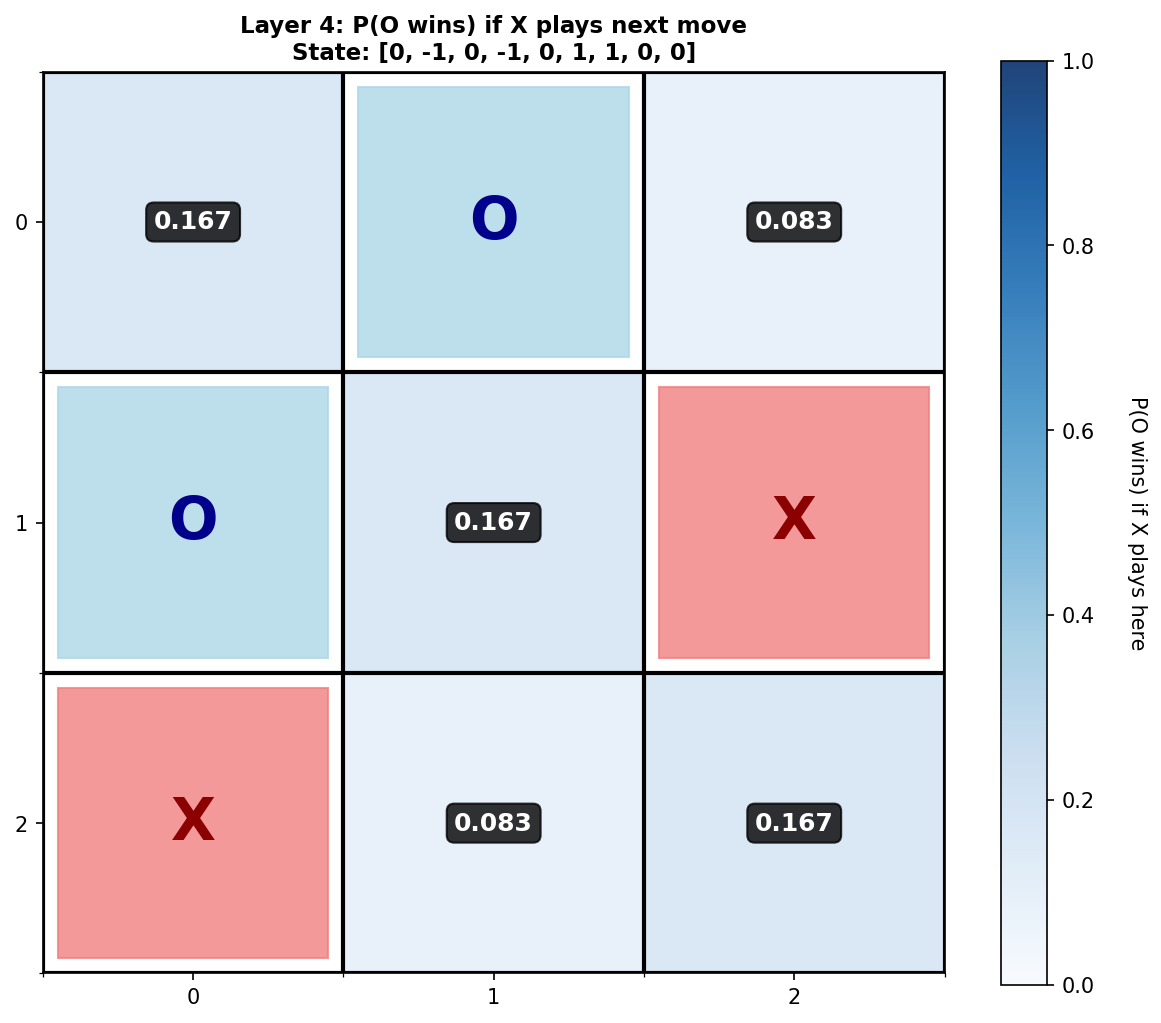 Layer 4: P(O wins) if X plays next move
State: [0, -1, 0, -1, 0, 1, 1, 0, 0]
0
0.167
O
0.083
1
O
0.167
X
2
X
0.083
0.167
0
1
2
1.0
0.8
0.6
0.4
0.2
0.0
P(O wins) if X plays here